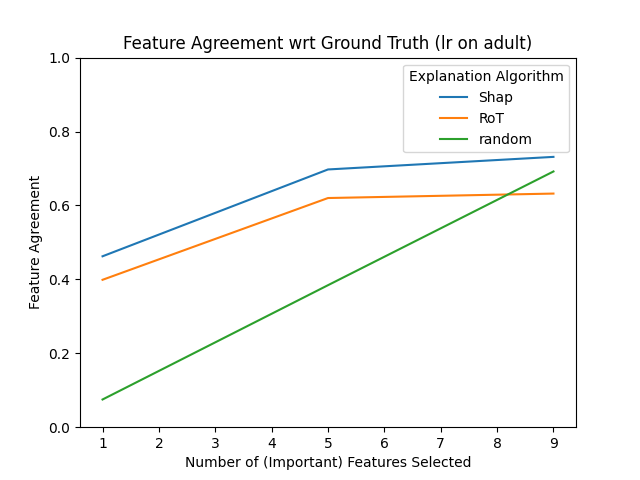 Feature Agreement wrt Ground Truth (lr on adult)
1.0
0.8
0.6
0.4
0.2
0.0
Feature Agreement
Explanation Algorithm
Shap
RoT
random
1 2 3 4 5 6 7 8 9
Number of (Important) Features Selected